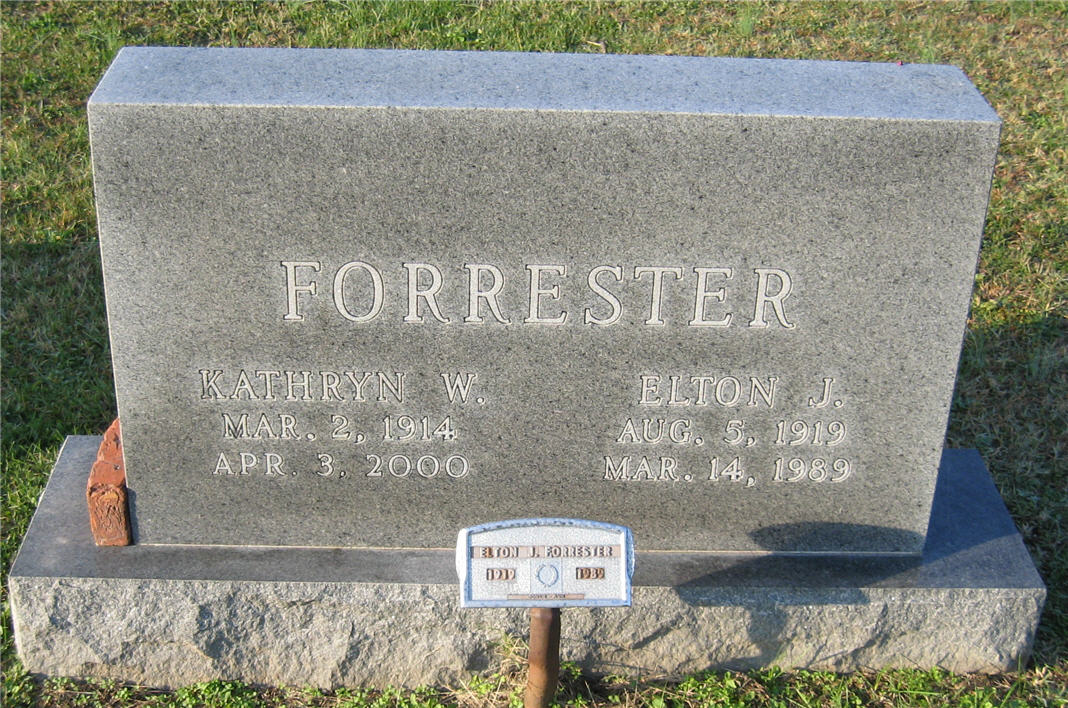 FORRESTER
KATHRYN W.
MAR. 2, 1914
APR. 3, 2000
ELTON J.
AUG. 5, 1919
MAR. 14, 1989
ELTON J. FORRESTER
1919 1989